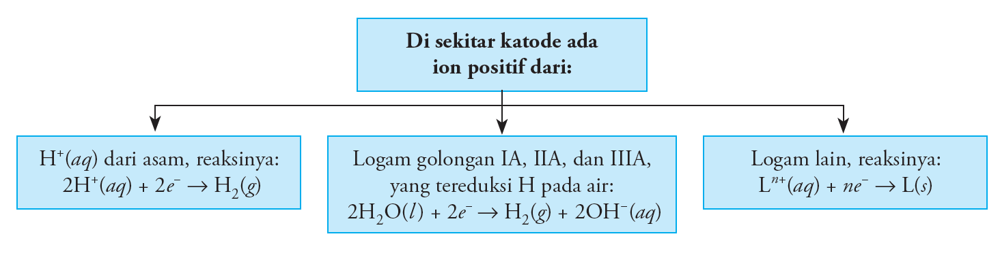 Di sekitar katode ada
ion positif dari:
H⁺(aq) dari asam, reaksinya:
2H⁺(aq) + 2e⁻ → H₂(g)
Logam golongan IA, IIA, dan IIIA,
yang tereduksi H pada air:
2H₂O(l) + 2e⁻ → H₂(g) + 2OH⁻(aq)
Logam lain, reaksinya:
Lⁿ⁺(aq) + ne⁻ → L(s)